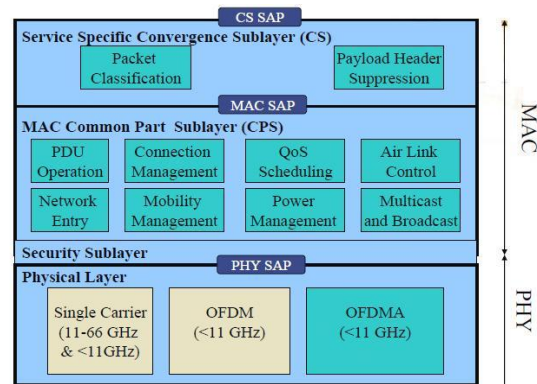 CS SAP
Service Specific Convergence Sublayer (CS)
Packet
Classification
Payload Header
Suppression
MAC SAP
MAC Common Part  Sublayer (CPS)
PDU
Operation
Connection
Management
QoS
Scheduling
Air Link
Control
Network
Entry
Mobility
Management
Power
Management
Multicast
and Broadcast
Security Sublayer
PHY SAP
Physical Layer
Single Carrier
(11-66 GHz
& <11GHz)
OFDM
(<11 GHz)
OFDMA
(<11 GHz)
MAC
PHY